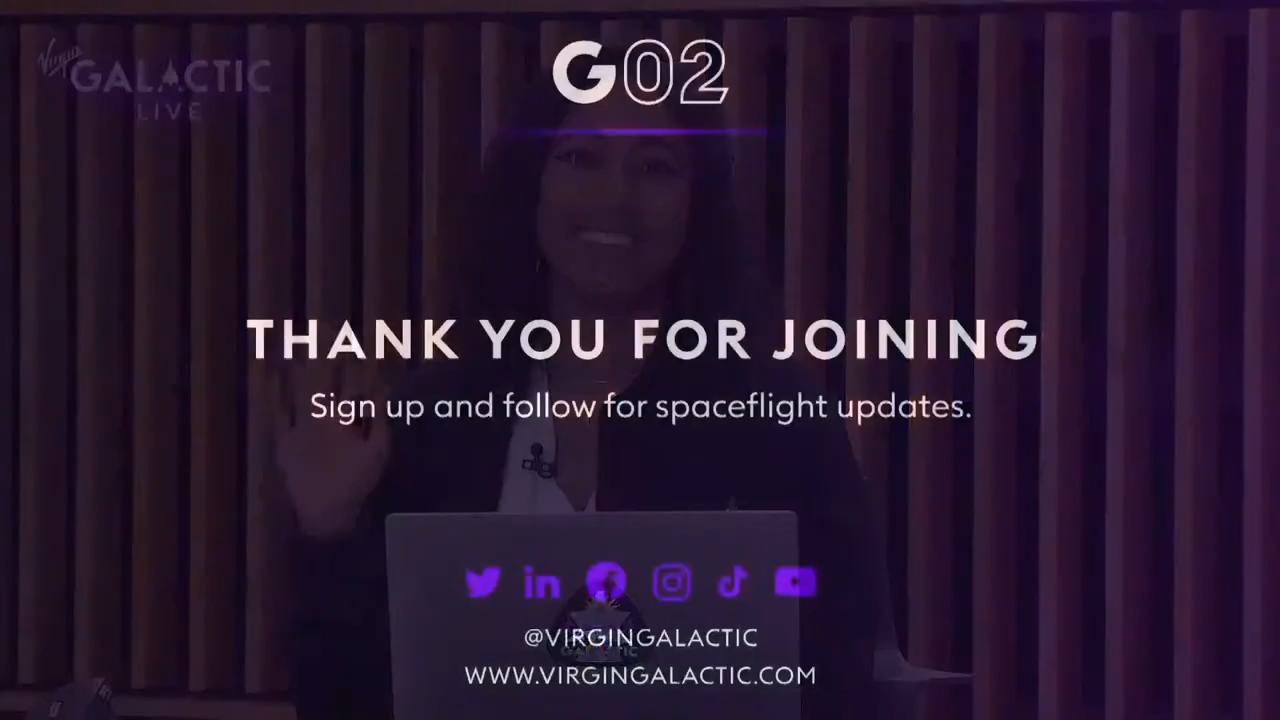 Virgin
GALACTIC
LIVE
G02
THANK YOU FOR JOINING
Sign up and follow for spaceflight updates.
@VIRGINGALACTIC
WWW.VIRGINGALACTIC.COM